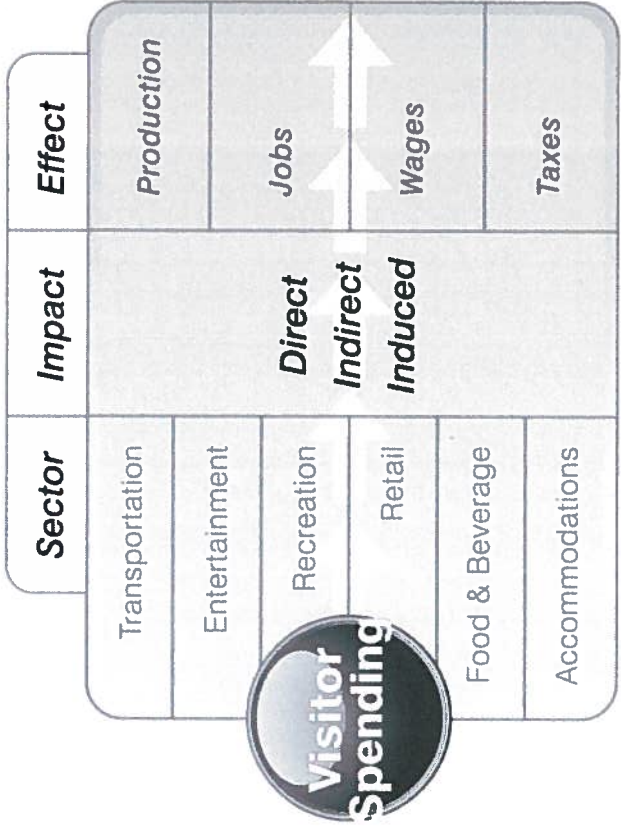 Sector
Impact
Effect
Visitor
Spending
Transportation
Entertainment
Recreation
Retail
Food & Beverage
Accommodations
Direct
Indirect
Induced
Production
Jobs
Wages
Taxes